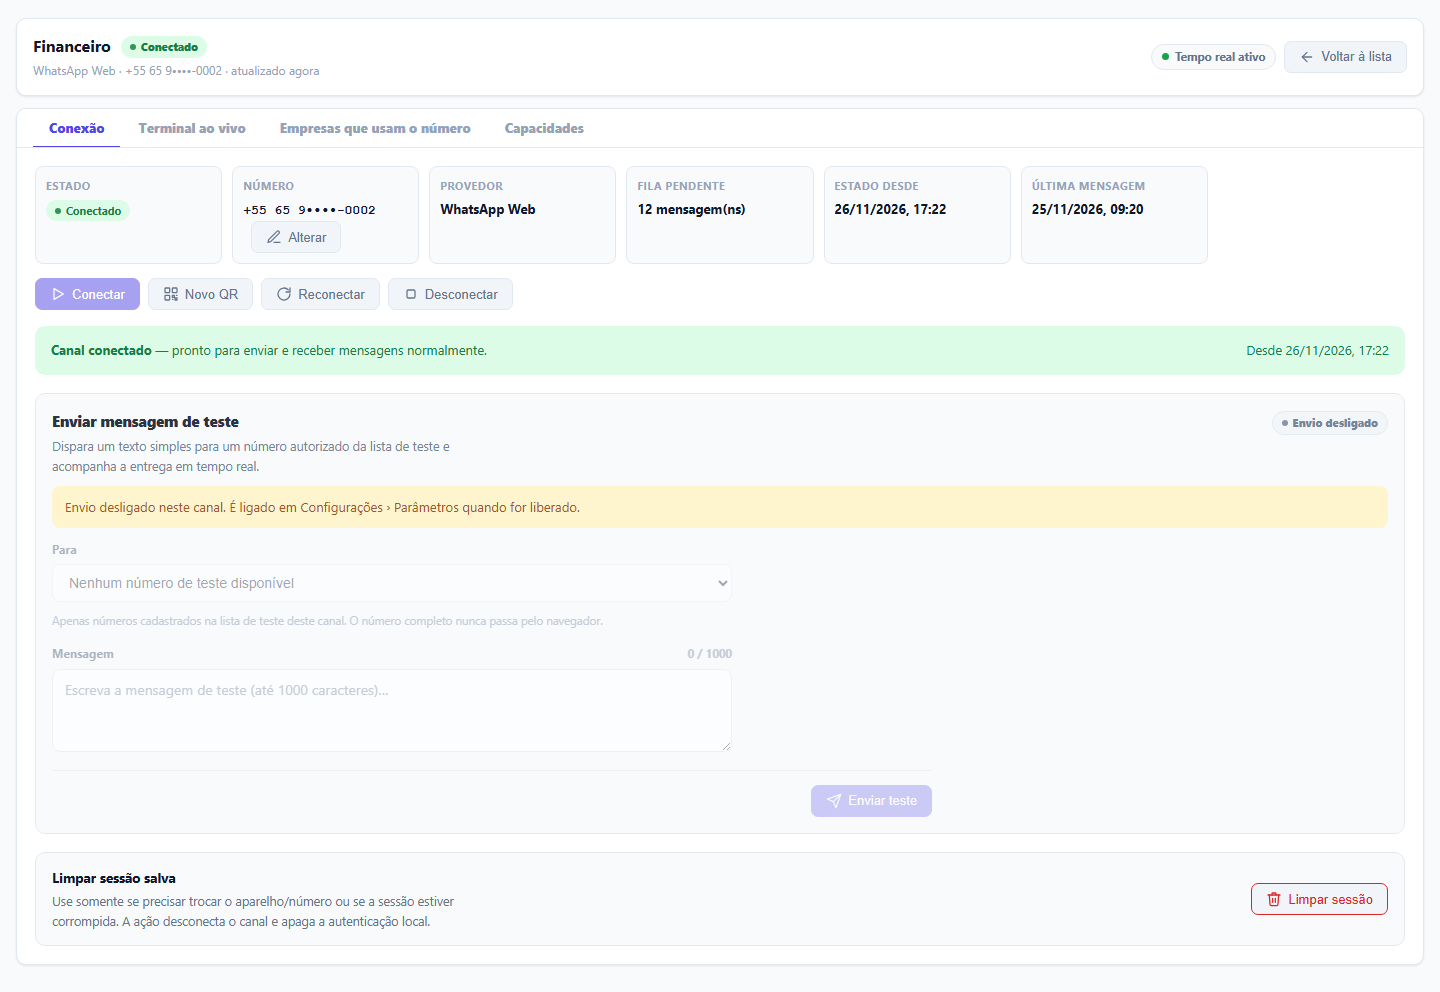 Financeiro
Conectado
WhatsApp Web · +55 65 9••••-0002 · atualizado agora
Tempo real ativo
Voltar à lista
Conexão
Terminal ao vivo
Empresas que usam o número
Capacidades
ESTADO
Conectado
NÚMERO
+55 65 9••••-0002
Alterar
PROVEDOR
WhatsApp Web
FILA PENDENTE
12 mensagem(ns)
ESTADO DESDE
26/11/2026, 17:22
ÚLTIMA MENSAGEM
25/11/2026, 09:20
Conectar
Novo QR
Reconectar
Desconectar
Canal conectado — pronto para enviar e receber mensagens normalmente.
Desde 26/11/2026, 17:22
Enviar mensagem de teste
Envio desligado
Dispara um texto simples para um número autorizado da lista de teste e
acompanha a entrega em tempo real.
Envio desligado neste canal. É ligado em Configurações › Parâmetros quando for liberado.
Para
Nenhum número de teste disponível
Apenas números cadastrados na lista de teste deste canal. O número completo nunca passa pelo navegador.
Mensagem
0 / 1000
Escreva a mensagem de teste (até 1000 caracteres)...
Enviar teste
Limpar sessão salva
Use somente se precisar trocar o aparelho/número ou se a sessão estiver
corrompida. A ação desconecta o canal e apaga a autenticação local.
Limpar sessão